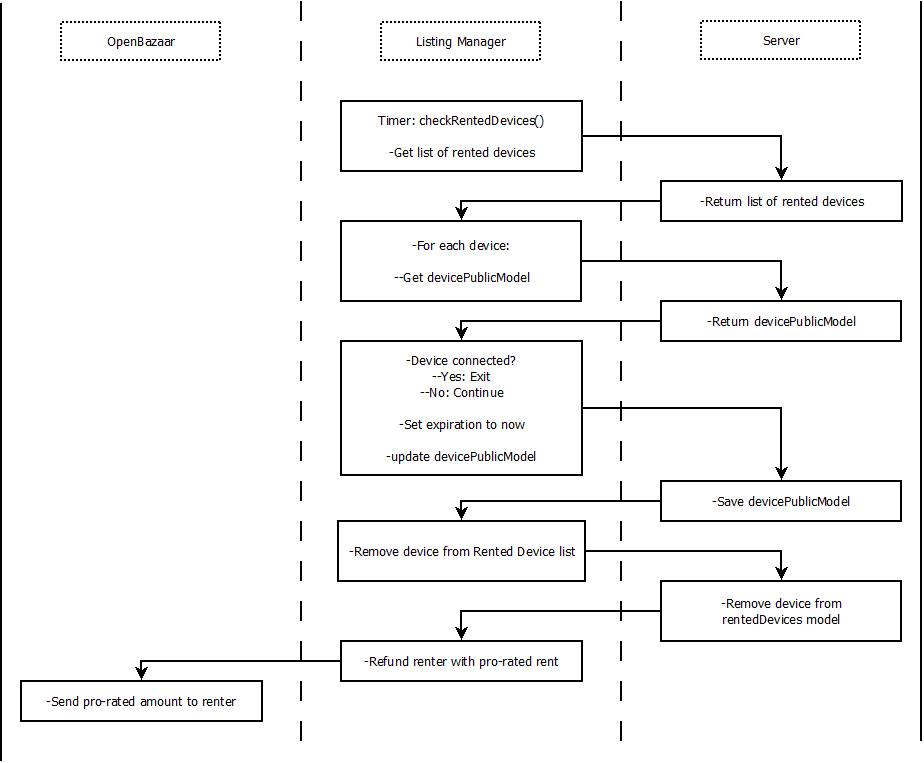 OpenBazaar
Listing Manager
Server
Timer: checkRentedDevices()
-Get list of rented devices
-Return list of rented devices
-For each device:
--Get devicePublicModel
-Return devicePublicModel
-Device connected?
--Yes: Exit
--No: Continue
-Set expiration to now
-update devicePublicModel
-Save devicePublicModel
-Remove device from Rented Device list
-Remove device from
rentedDevices model
-Refund renter with pro-rated rent
-Send pro-rated amount to renter